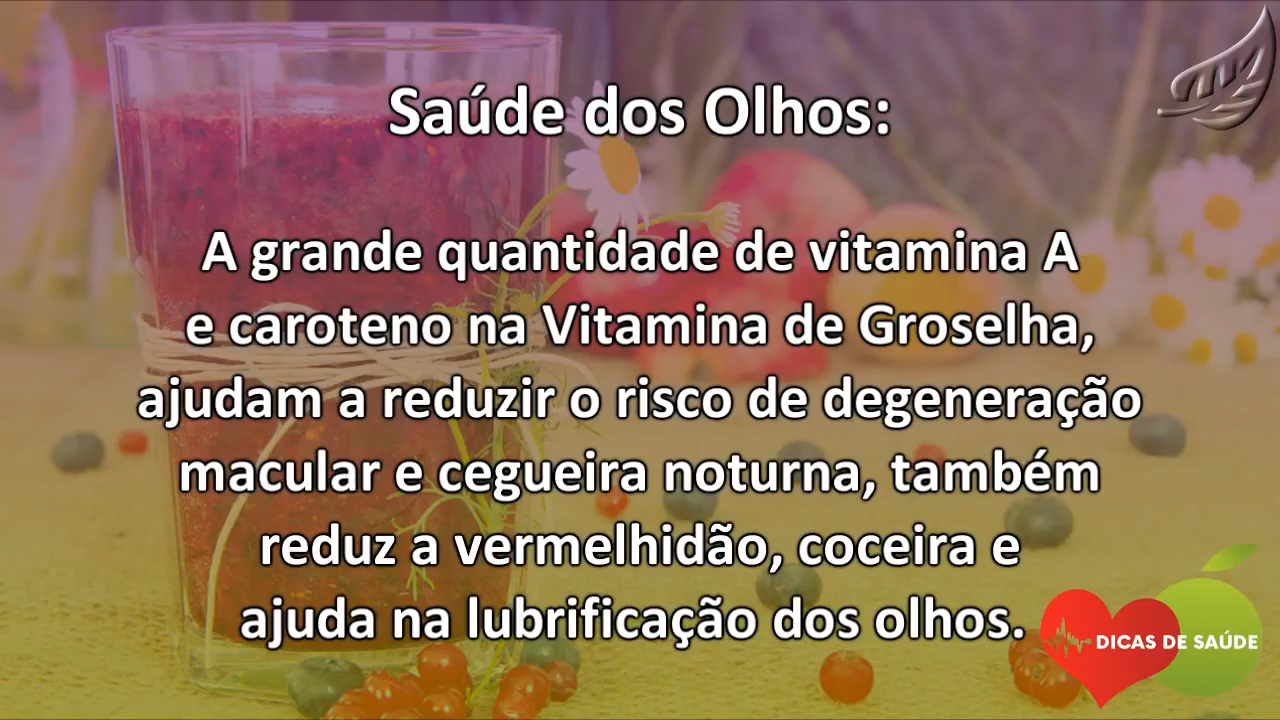 Saúde dos Olhos:
A grande quantidade de vitamina A
e caroteno na Vitamina de Groselha,
ajudam a reduzir o risco de degeneração
macular e cegueira noturna, também
reduz a vermelhidão, coceira e
ajuda na lubrificação dos olhos.
DICAS DE SAÚDE